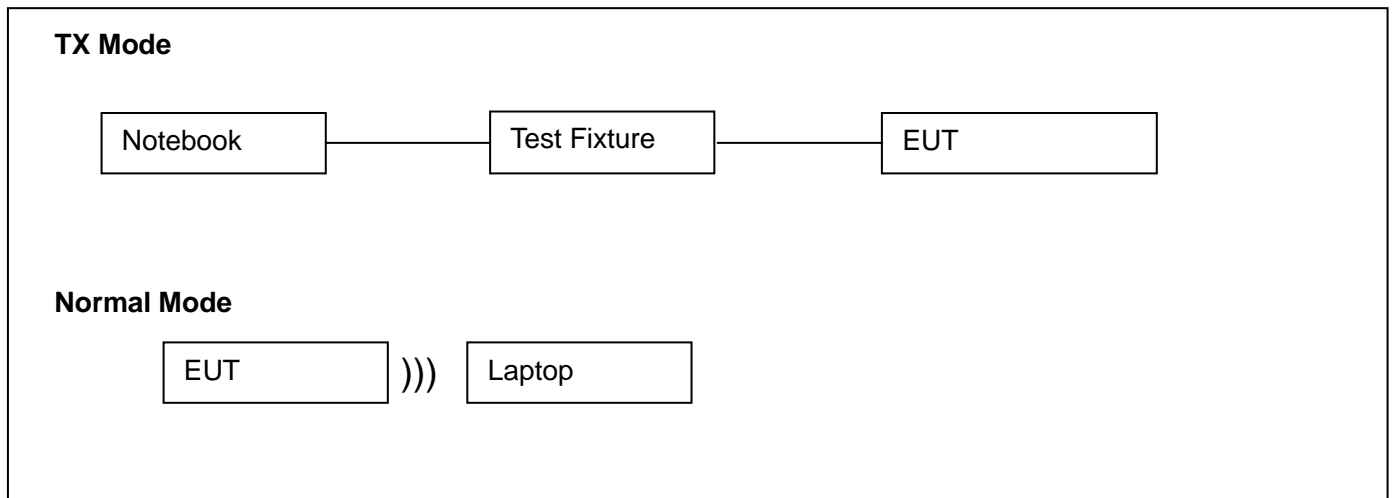 TX Mode
Notebook Test Fixture EUT
Normal Mode
EUT ))) Laptop